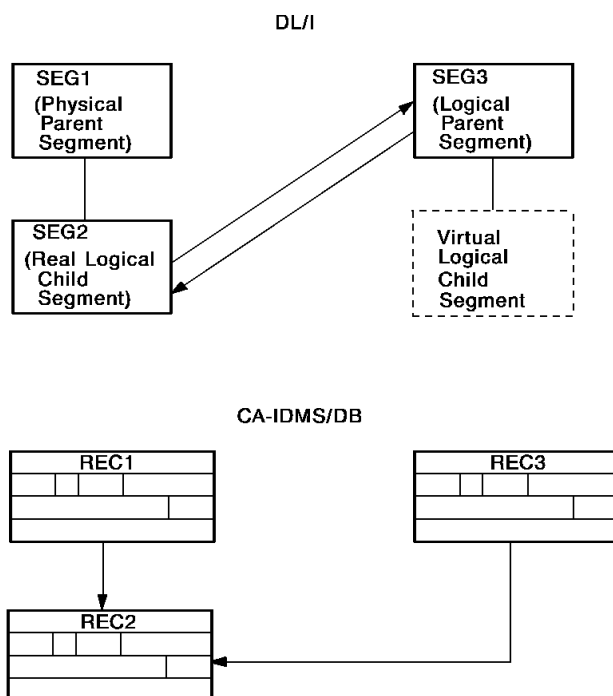 DL/I
SEG1
(Physical
Parent
Segment)
SEG3
(Logical
Parent
Segment)
SEG2
(Real Logical
Child
Segment)
Virtual
Logical
Child
Segment
CA-IDMS/DB
REC1
REC3
REC2